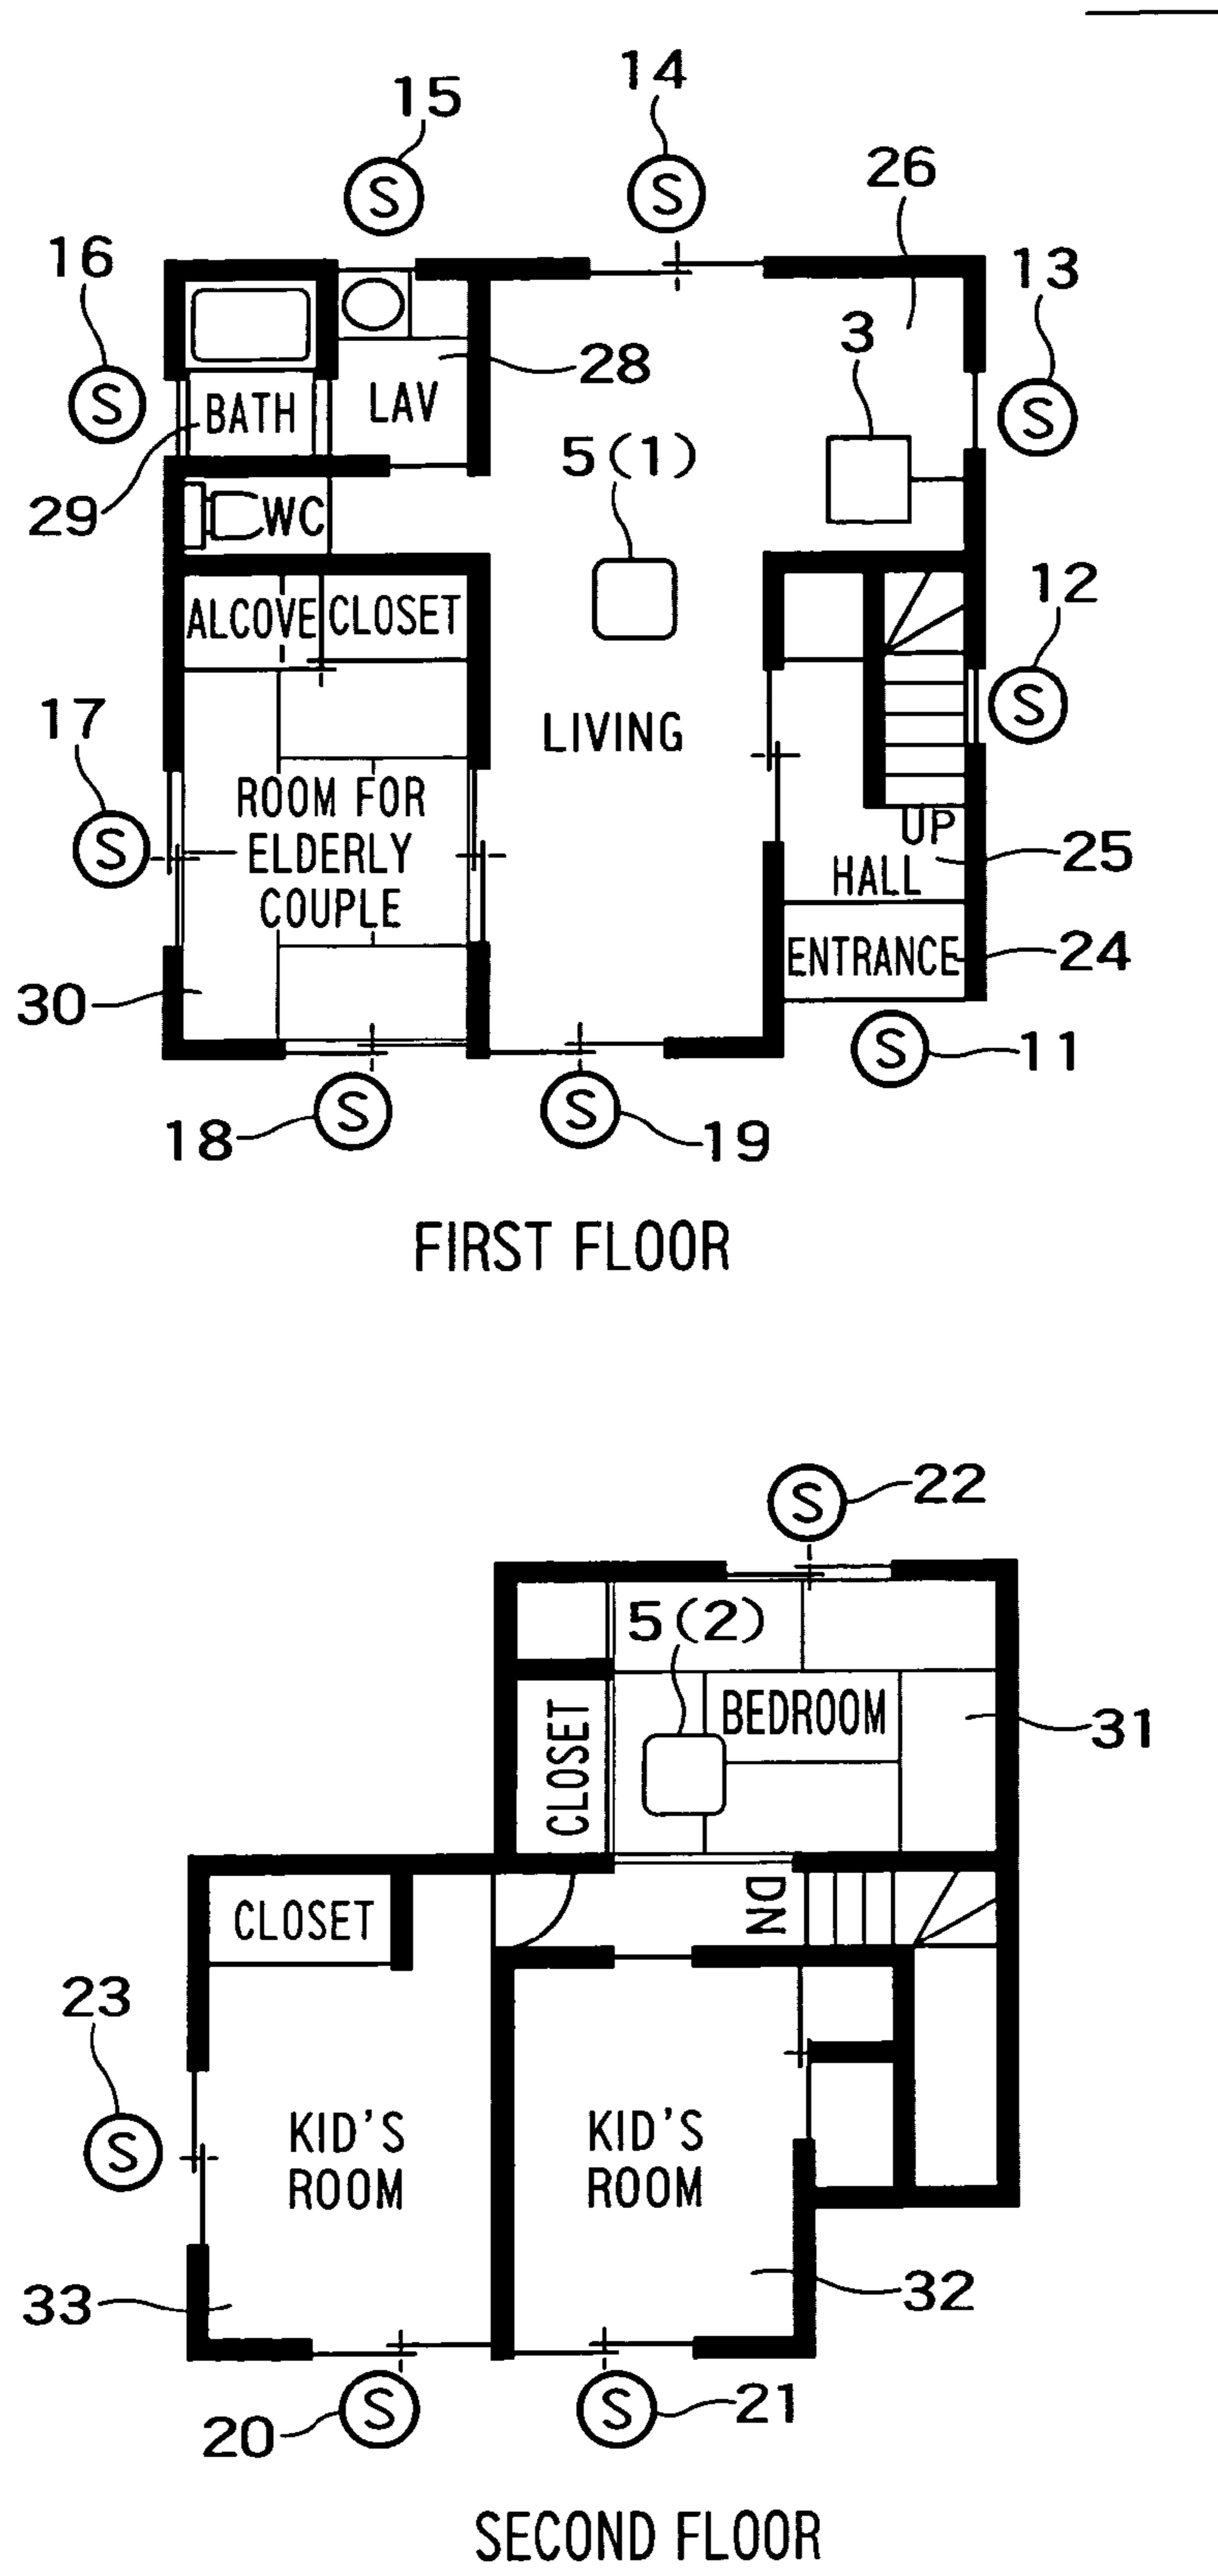 14
15
S
S
26
16
13
3
S
28
S
BATH
LAV
5(1)
29
WC
12
ALCOVE
CLOSET
S
17
LIVING
ROOM FOR
ELDERLY
COUPLE
S
UP
25
HALL
ENTRANCE
24
30
S
11
18
S
S
19
FIRST FLOOR
S
22
5(2)
BEDROOM
31
CLOSET
CLOSET
DN
23
S
KID'S
ROOM
KID'S
ROOM
33
32
20
S
S
21
SECOND FLOOR